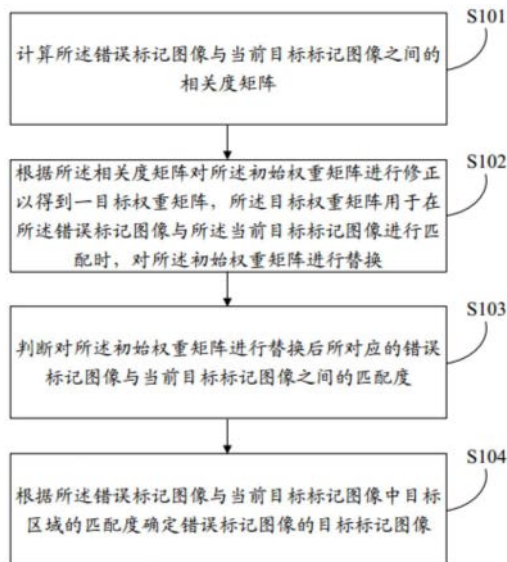 S101
计算所述错误标记图像与当前目标标记图像之间的
相关度矩阵
S102
根据所述相关度矩阵对所述初始权重矩阵进行修正
以得到一目标权重矩阵，所述目标权重矩阵用于在
所述错误标记图像与所述当前目标标记图像进行匹
配时，对所述初始权重矩阵进行替换
S103
判断对所述初始权重矩阵进行替换后所对应的错误
标记图像与当前目标标记图像之间的匹配度
S104
根据所述错误标记图像与当前目标标记图像中目标
区域的匹配度确定错误标记图像的目标标记图像